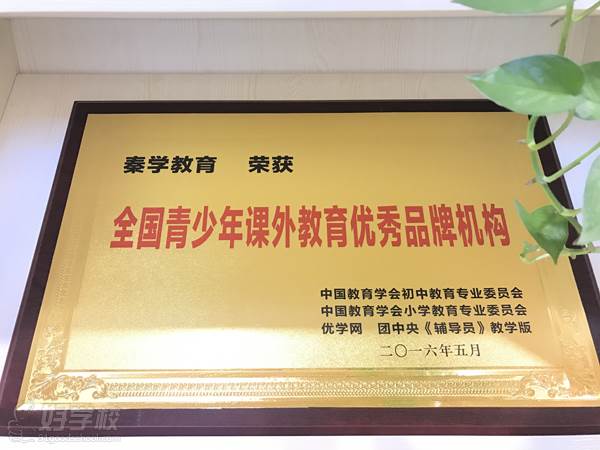 秦学教育 荣获
全国青少年课外教育优秀品牌机构
中国教育学会初中教育专业委员会
中国教育学会小学教育专业委员会
优学网 团中央《辅导员》教学版
二〇一六年五月
好学校